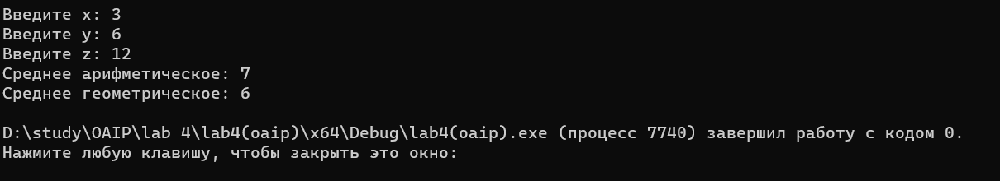 Введите x: 3
Введите y: 6
Введите z: 12
Среднее арифметическое: 7
Среднее геометрическое: 6
D:\study\OAIP\lab 4\lab4(oaip)\x64\Debug\lab4(oaip).exe (процесс 7740) завершил работу с кодом 0.
Нажмите любую клавишу, чтобы закрыть это окно: